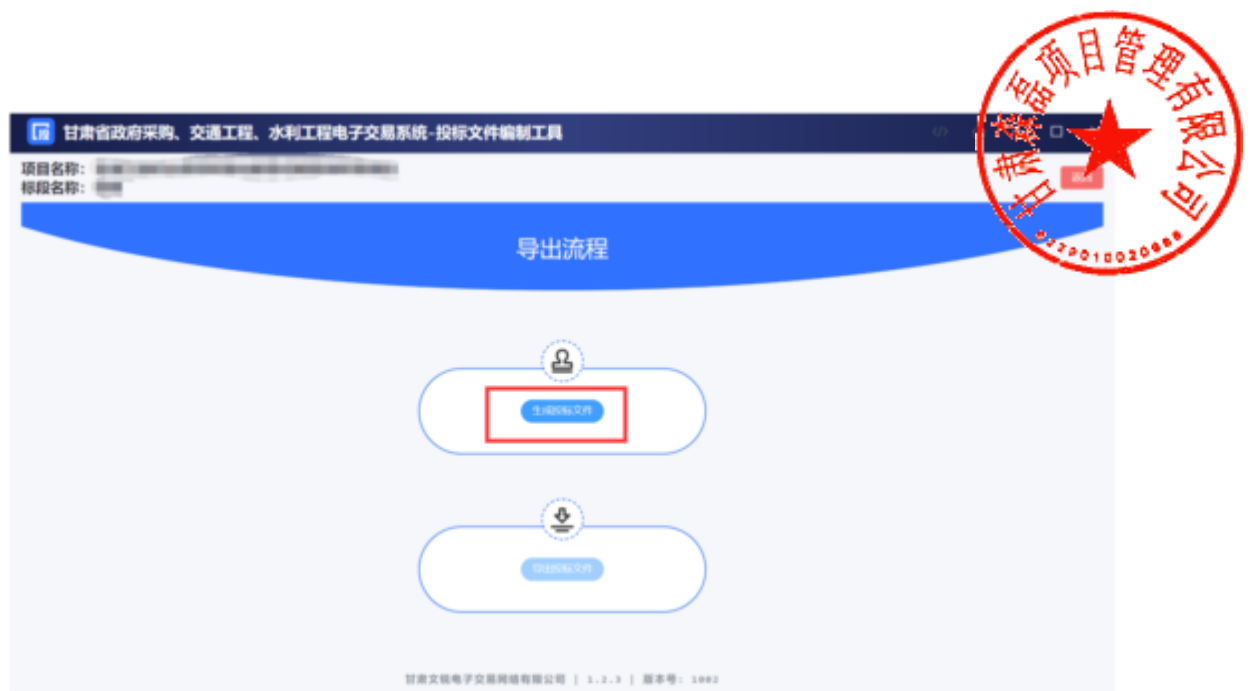 甘肃省政府采购、交通工程、水利工程电子交易系统-投标文件编制工具
项目名称：
标段名称：
导出流程
生成投标文件
导出投标文件
甘肃文锐电子交易网络有限公司 | 1.2.3 | 版本号: 1002
项目管理有限公司